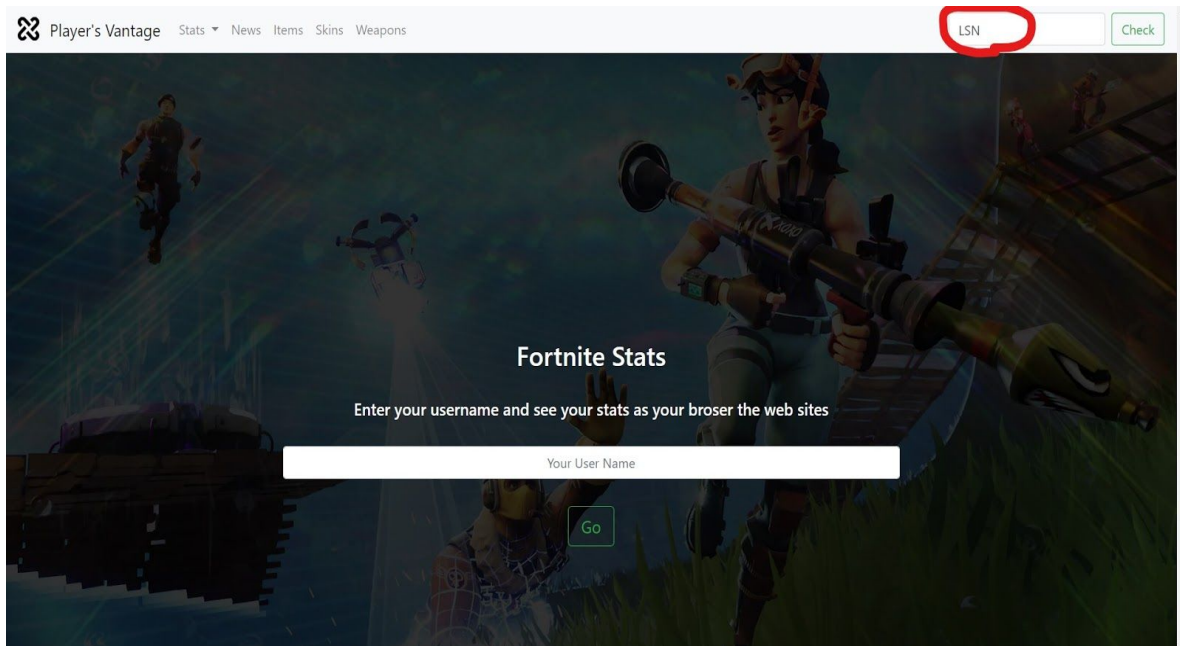 Player's Vantage Stats News Items Skins Weapons LSN Check
Fortnite Stats
Enter your username and see your stats as your broser the web sites
Your User Name
Go